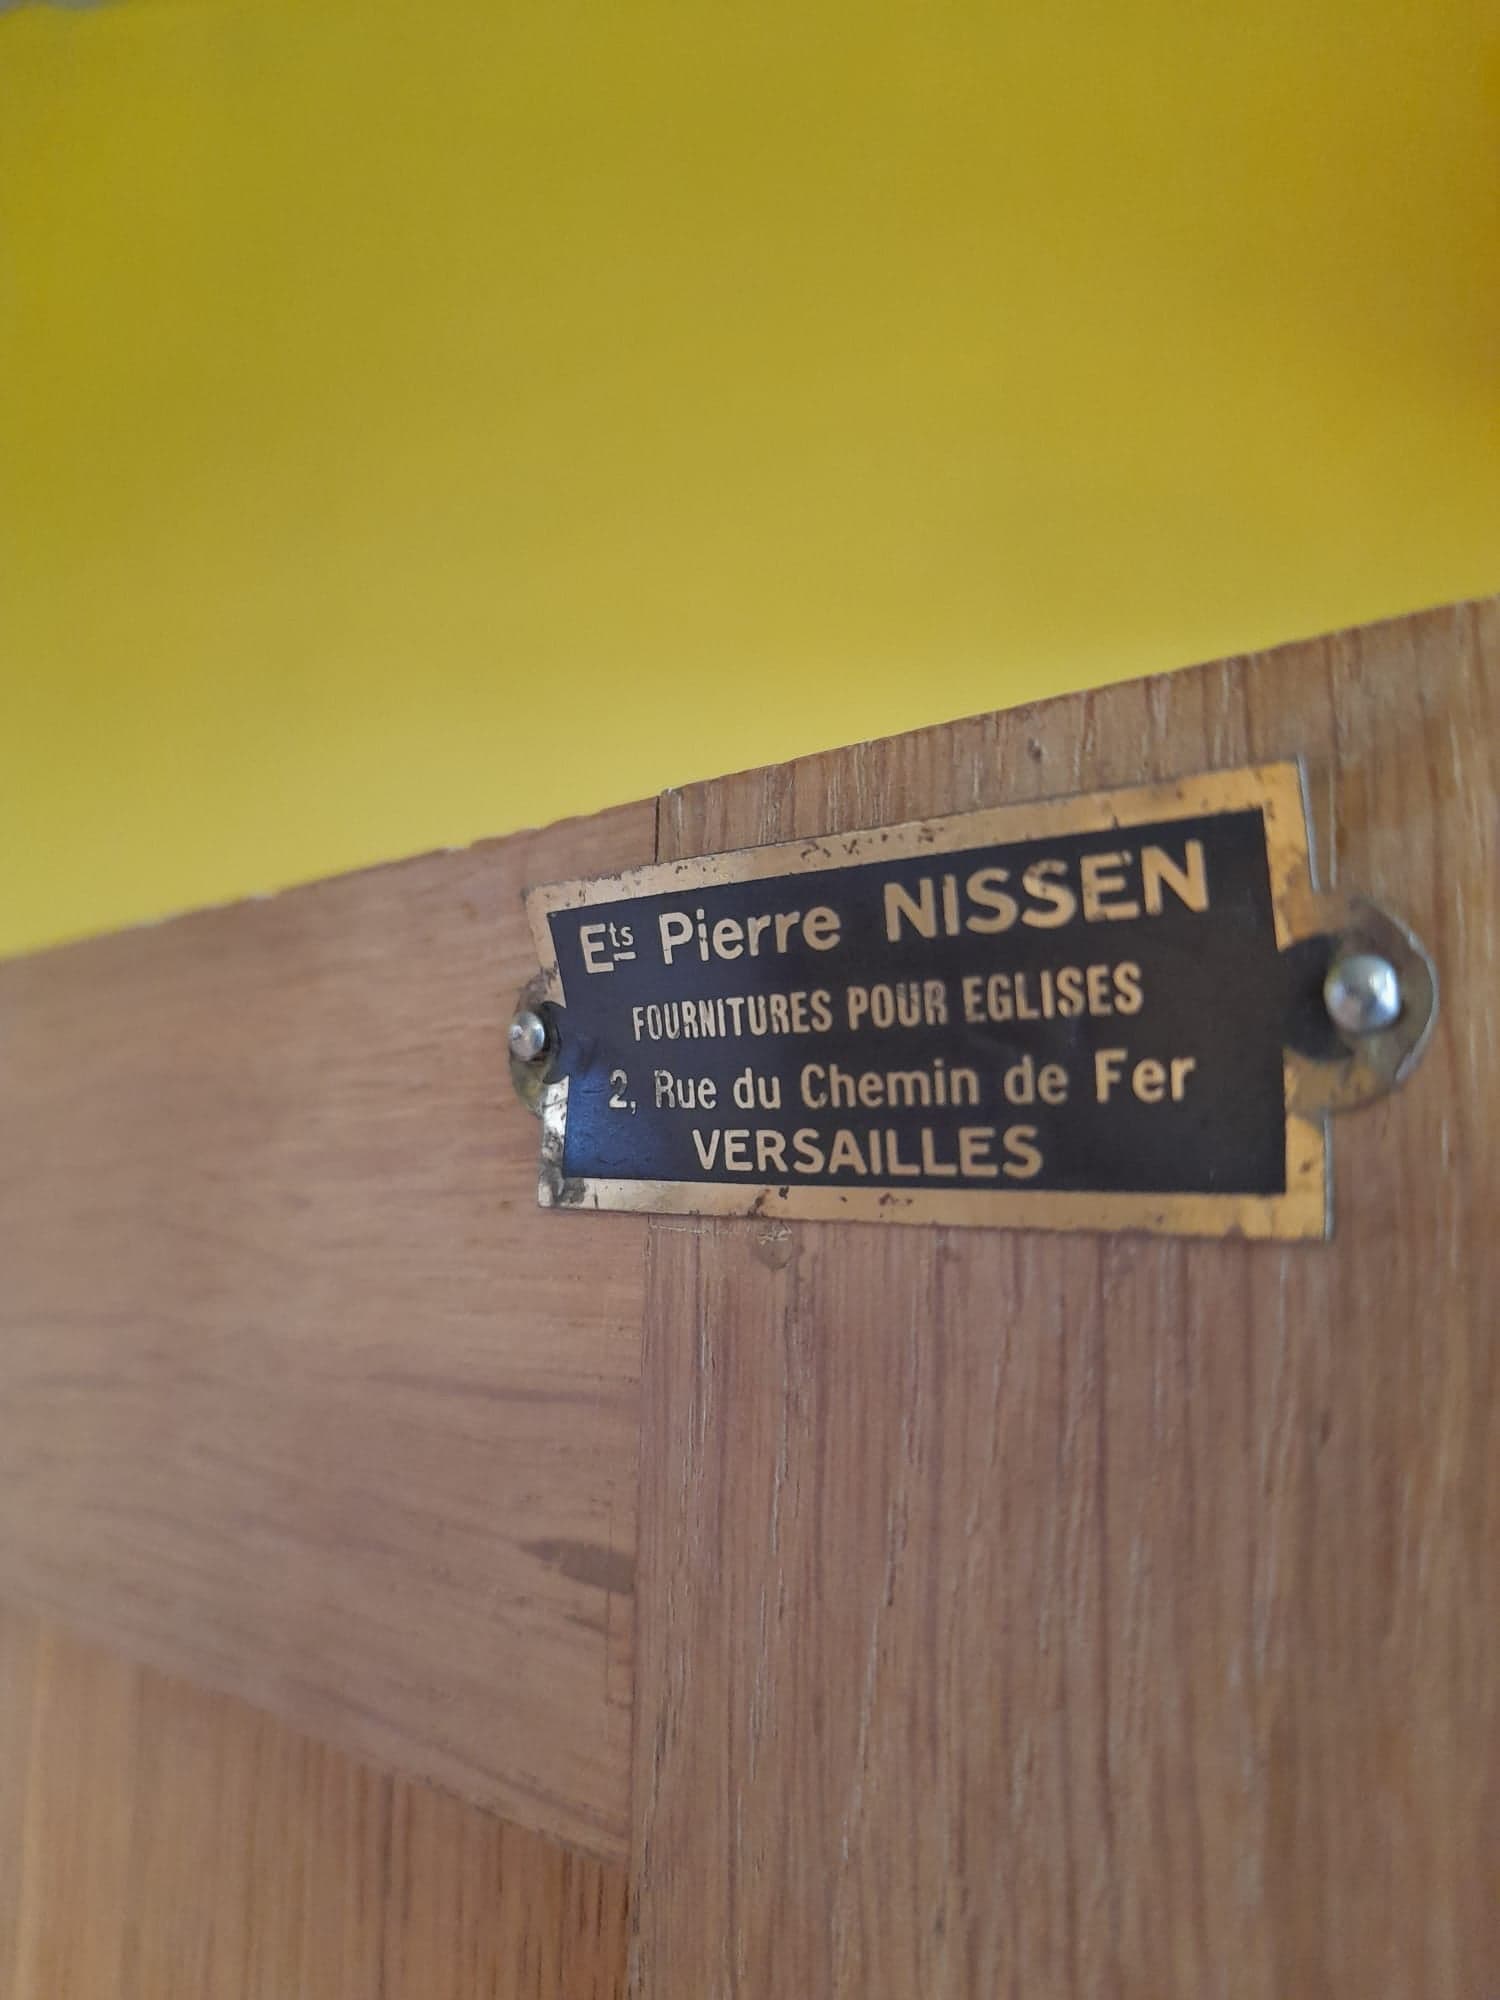 Ets Pierre NISSEN
FOURNITURES POUR EGLISES
2, Rue du Chemin de Fer
VERSAILLES